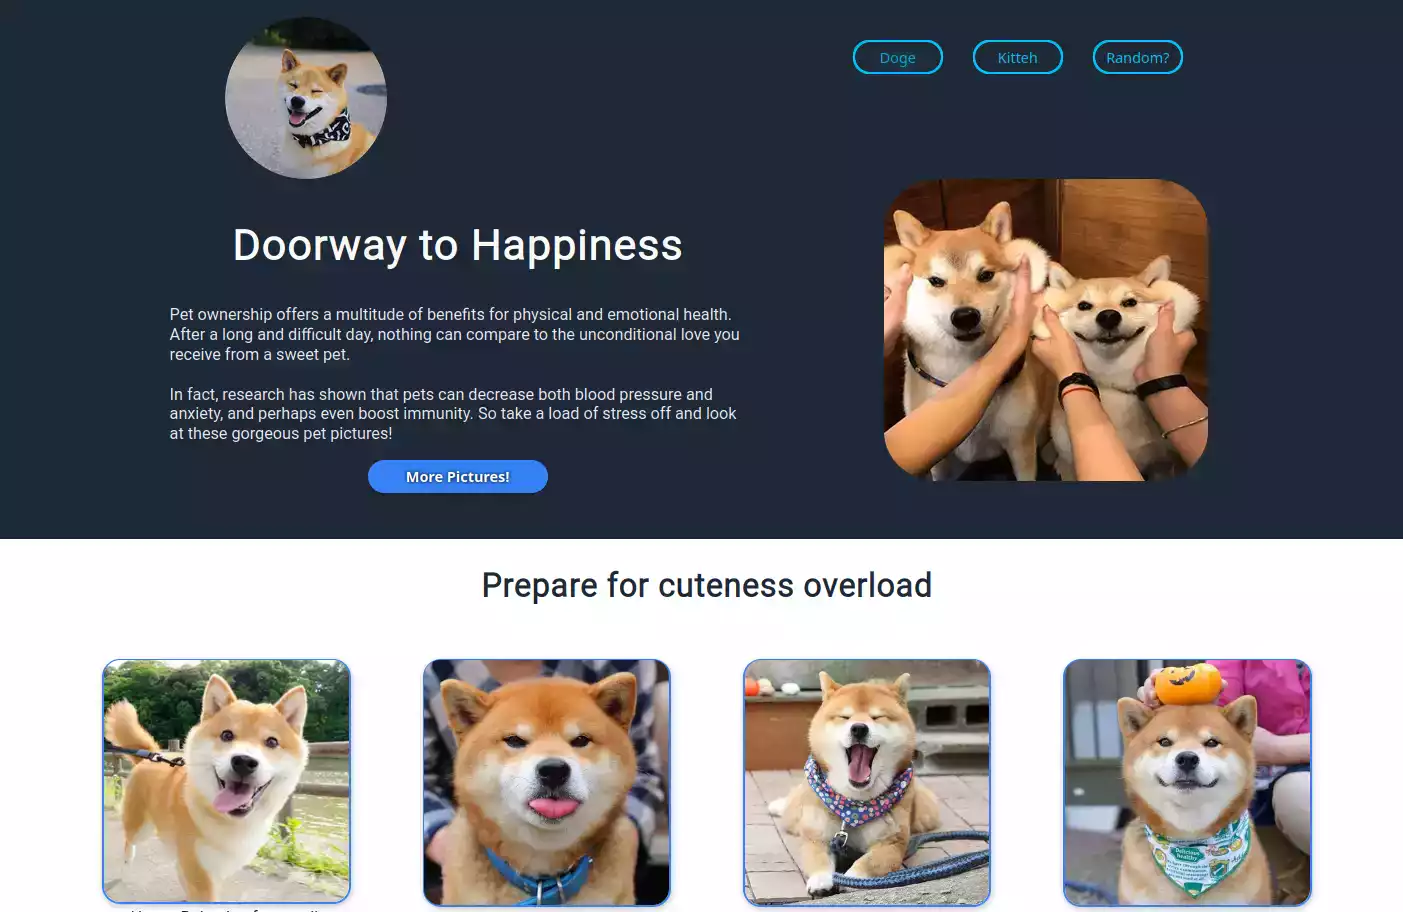 Doge
Kitteh
Random?
Doorway to Happiness
Pet ownership offers a multitude of benefits for physical and emotional health.
After a long and difficult day, nothing can compare to the unconditional love you
receive from a sweet pet.
In fact, research has shown that pets can decrease both blood pressure and
anxiety, and perhaps even boost immunity. So take a load of stress off and look
at these gorgeous pet pictures!
More Pictures!
Prepare for cuteness overload
Delicious
healthy